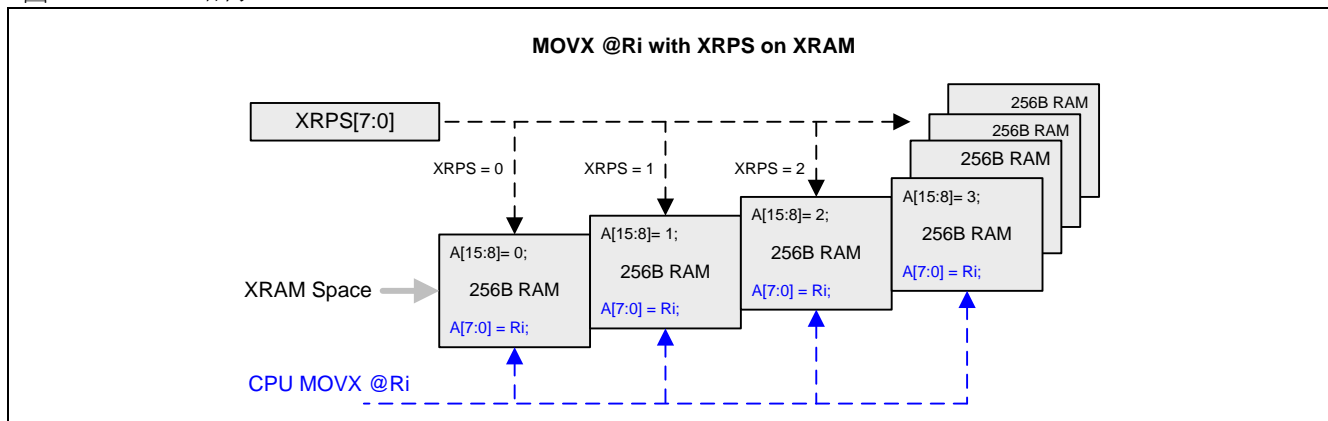 圖
MOVX @Ri with XRPS on XRAM
XRPS[7:0]
256B RAM
256B RAM
256B RAM
XRPS = 0
XRPS = 1
XRPS = 2
A[15:8]= 0;
256B RAM
A[7:0] = Ri;
A[15:8]= 1;
256B RAM
A[7:0] = Ri;
A[15:8]= 2;
256B RAM
A[7:0] = Ri;
A[15:8]= 3;
256B RAM
A[7:0] = Ri;
XRAM Space
CPU MOVX @Ri